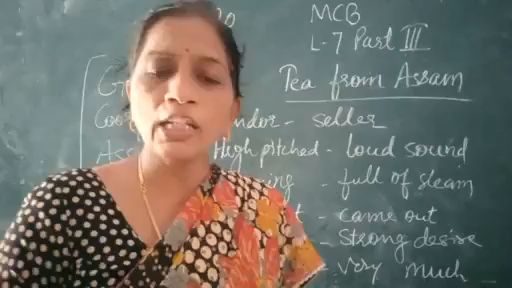 20 MCB
L-7 Part III
Tea from Assam
- seller
High pitched - loud sound
- full of steam
- came out
- Strong desire
- very much